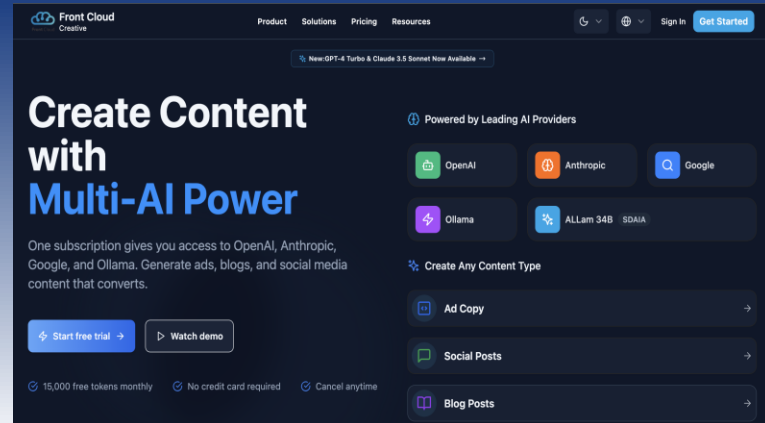 Front Cloud
Creative
Product Solutions Pricing Resources
Sign In Get Started
New:GPT-4 Turbo & Claude 3.5 Sonnet Now Available →
Create Content
with
Multi-AI Power
One subscription gives you access to OpenAI, Anthropic,
Google, and Ollama. Generate ads, blogs, and social media
content that converts.
Start free trial →
Watch demo
15,000 free tokens monthly
No credit card required
Cancel anytime
Powered by Leading AI Providers
OpenAI
Anthropic
Google
Ollama
ALLam 34B SDAIA
Create Any Content Type
Ad Copy →
Social Posts →
Blog Posts →